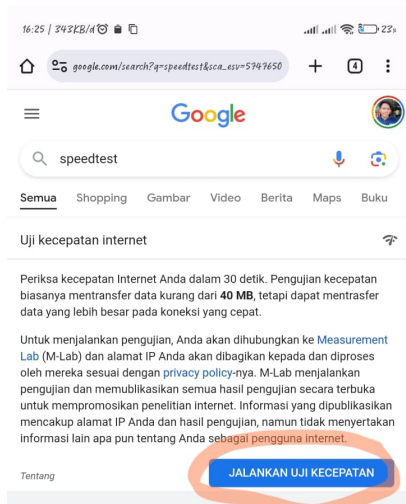 16:25 | 343KB/d 23%
google.com/search?q=speedtest&sca_esv=5747650
4
Google
speedtest
Semua Shopping Gambar Video Berita Maps Buku
Uji kecepatan internet
Periksa kecepatan Internet Anda dalam 30 detik. Pengujian kecepatan
biasanya mentransfer data kurang dari 40 MB, tetapi dapat mentrasfer
data yang lebih besar pada koneksi yang cepat.
Untuk menjalankan pengujian, Anda akan dihubungkan ke Measurement
Lab (M-Lab) dan alamat IP Anda akan dibagikan kepada dan diproses
oleh mereka sesuai dengan privacy policy-nya. M-Lab menjalankan
pengujian dan memublikasikan semua hasil pengujian secara terbuka
untuk mempromosikan penelitian internet. Informasi yang dipublikasikan
mencakup alamat IP Anda dan hasil pengujian, namun tidak menyertakan
informasi lain apa pun tentang Anda sebagai pengguna internet.
Tentang
JALANKAN UJI KECEPATAN